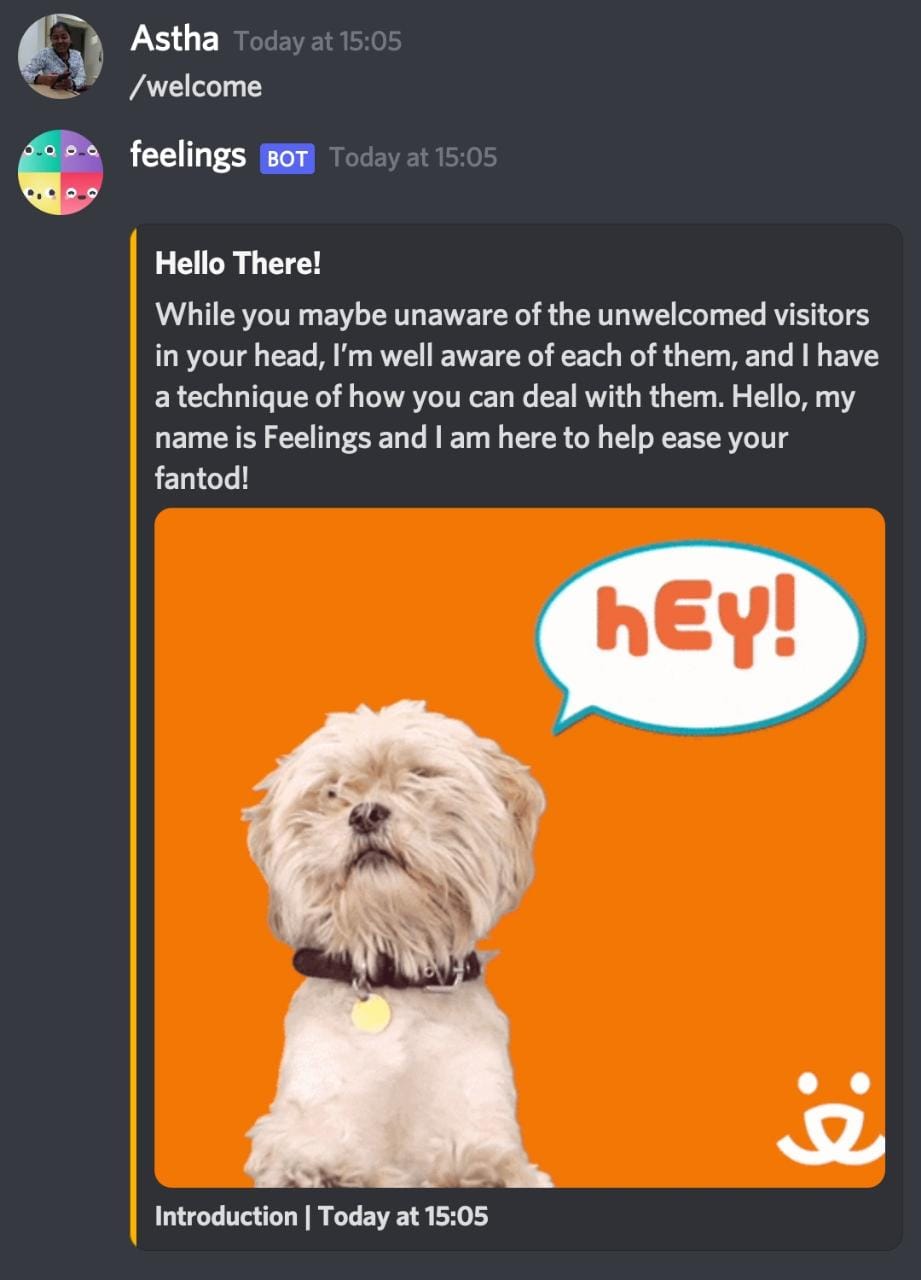 Astha Today at 15:05
/welcome
feelings BOT Today at 15:05
Hello There!
While you maybe unaware of the unwelcomed visitors
in your head, I’m well aware of each of them, and I have
a technique of how you can deal with them. Hello, my
name is Feelings and I am here to help ease your
fantod!
hEy!
Introduction | Today at 15:05